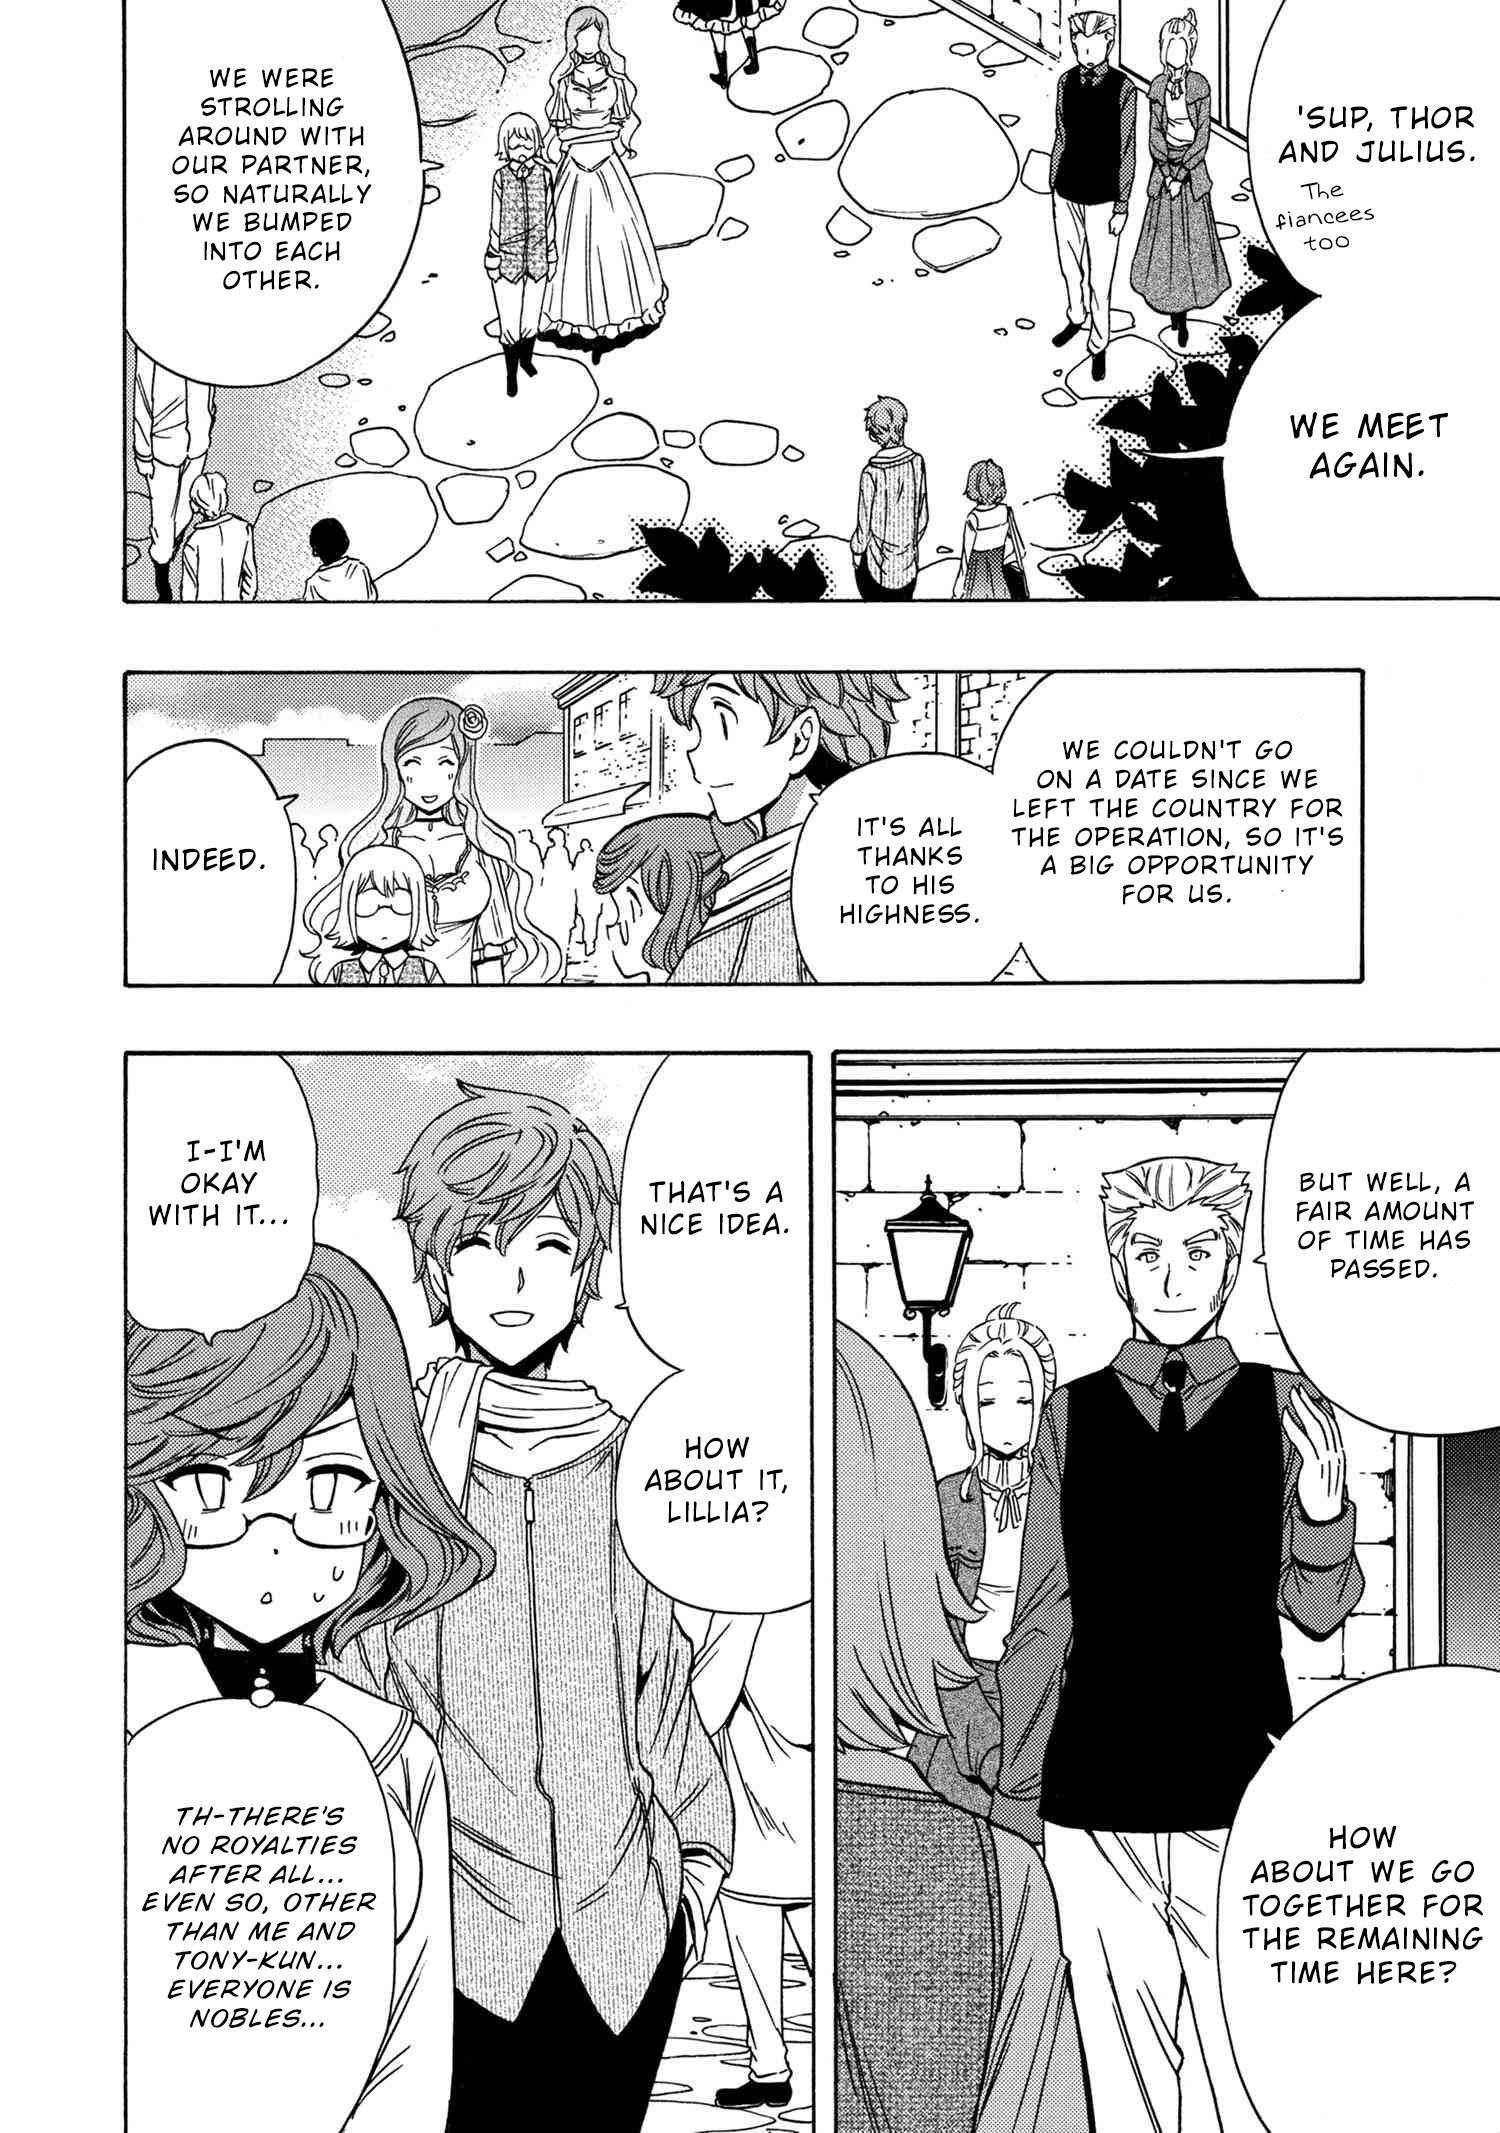 'SUP, THOR
AND JULIUS.
The
fiancees
too
WE MEET
AGAIN.
WE WERE
STROLLING
AROUND WITH
OUR PARTNER,
SO NATURALLY
WE BUMPED
INTO EACH
OTHER.
WE COULDN'T GO
ON A DATE SINCE WE
LEFT THE COUNTRY FOR
THE OPERATION, SO IT'S
A BIG OPPORTUNITY
FOR US.
IT'S ALL
THANKS
TO HIS
HIGHNESS.
INDEED.
BUT WELL, A
FAIR AMOUNT
OF TIME HAS
PASSED.
HOW
ABOUT WE GO
TOGETHER FOR
THE REMAINING
TIME HERE?
THAT'S A
NICE IDEA.
HOW
ABOUT IT,
LILLIA?
I-I'M
OKAY
WITH IT...
TH-THERE'S
NO ROYALTIES
AFTER ALL...
EVEN SO, OTHER
THAN ME AND
TONY-KUN...
EVERYONE IS
NOBLES...